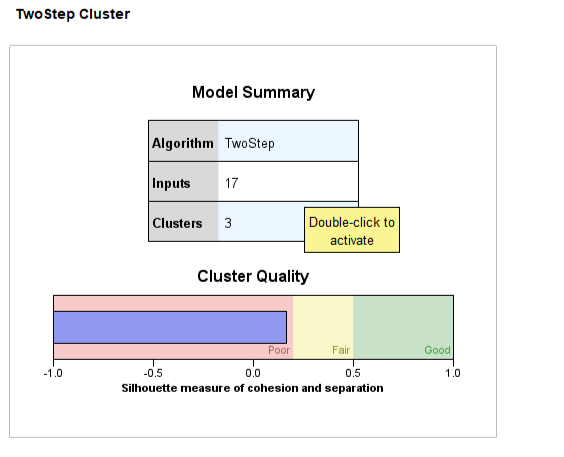 TwoStep Cluster
Model Summary
Algorithm TwoStep
Inputs 17
Clusters 3
Double-click to
activate
Cluster Quality
Poor Fair Good
-1.0 -0.5 0.0 0.5 1.0
Silhouette measure of cohesion and separation